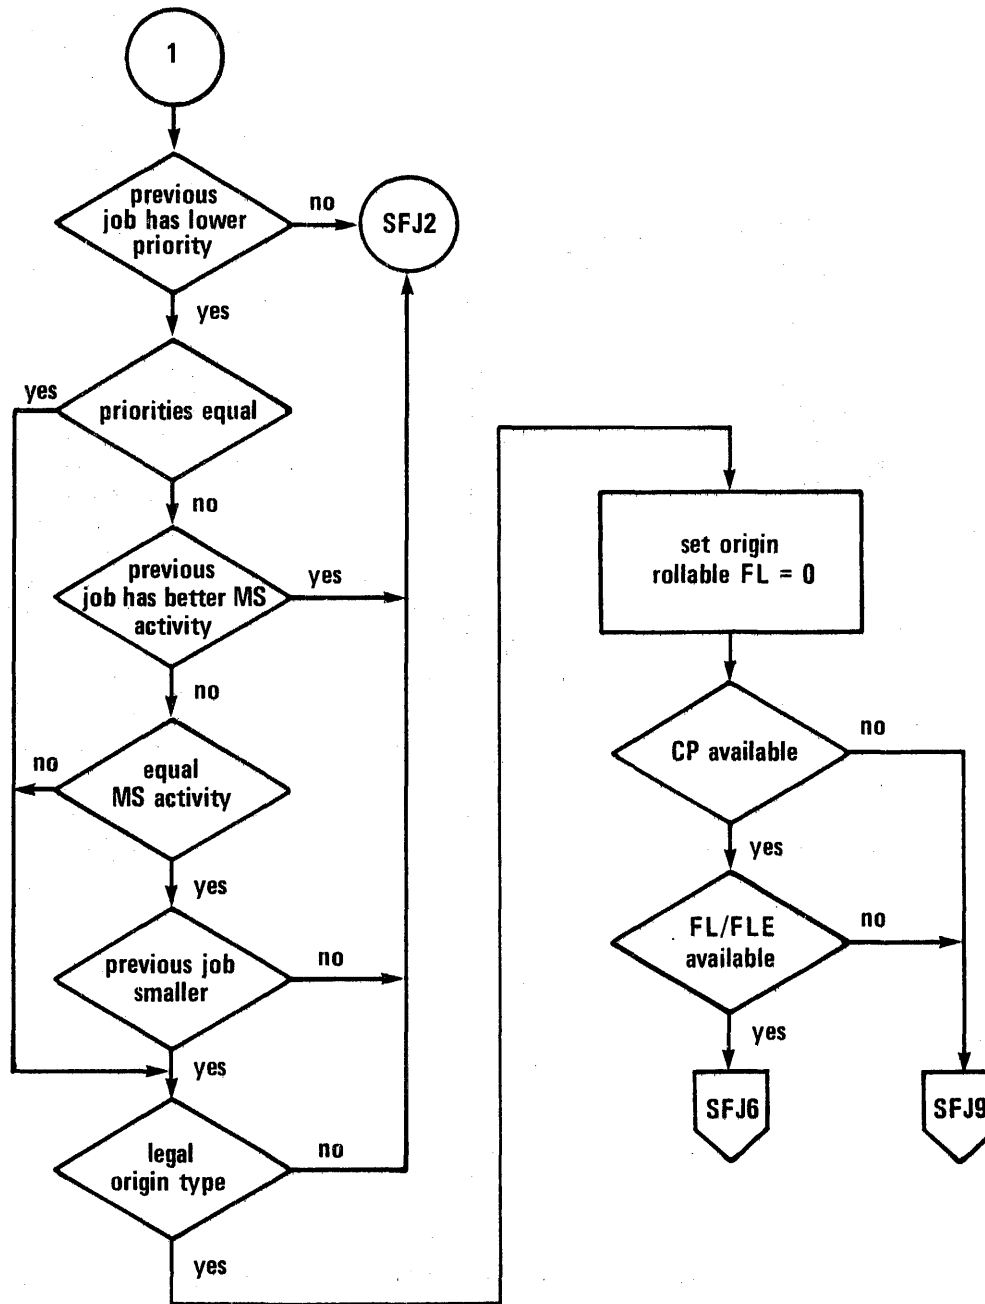 1
previous
job has lower
priority
no
SFJ2
yes
priorities equal
yes
no
previous
job has better MS
activity
yes
no
equal
MS activity
no
yes
previous job
smaller
no
yes
legal
origin type
no
yes
set origin
rollable FL = 0
CP available
no
yes
FL/FLE
available
no
yes
SFJ6
SFJ9